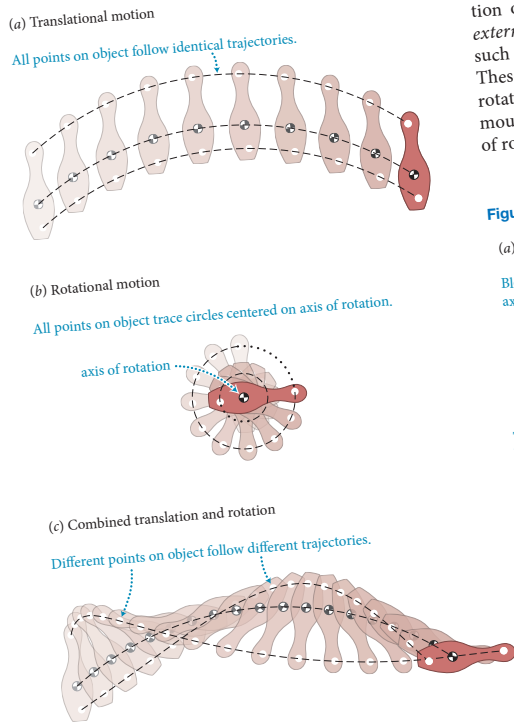 (a) Translational motion
All points on object follow identical trajectories.
(b) Rotational motion
All points on object trace circles centered on axis of rotation.
axis of rotation
(c) Combined translation and rotation
Different points on object follow different trajectories.
tion
extern
such
These
rotat
mou
of ro
Figu
(a)
Bl
ax